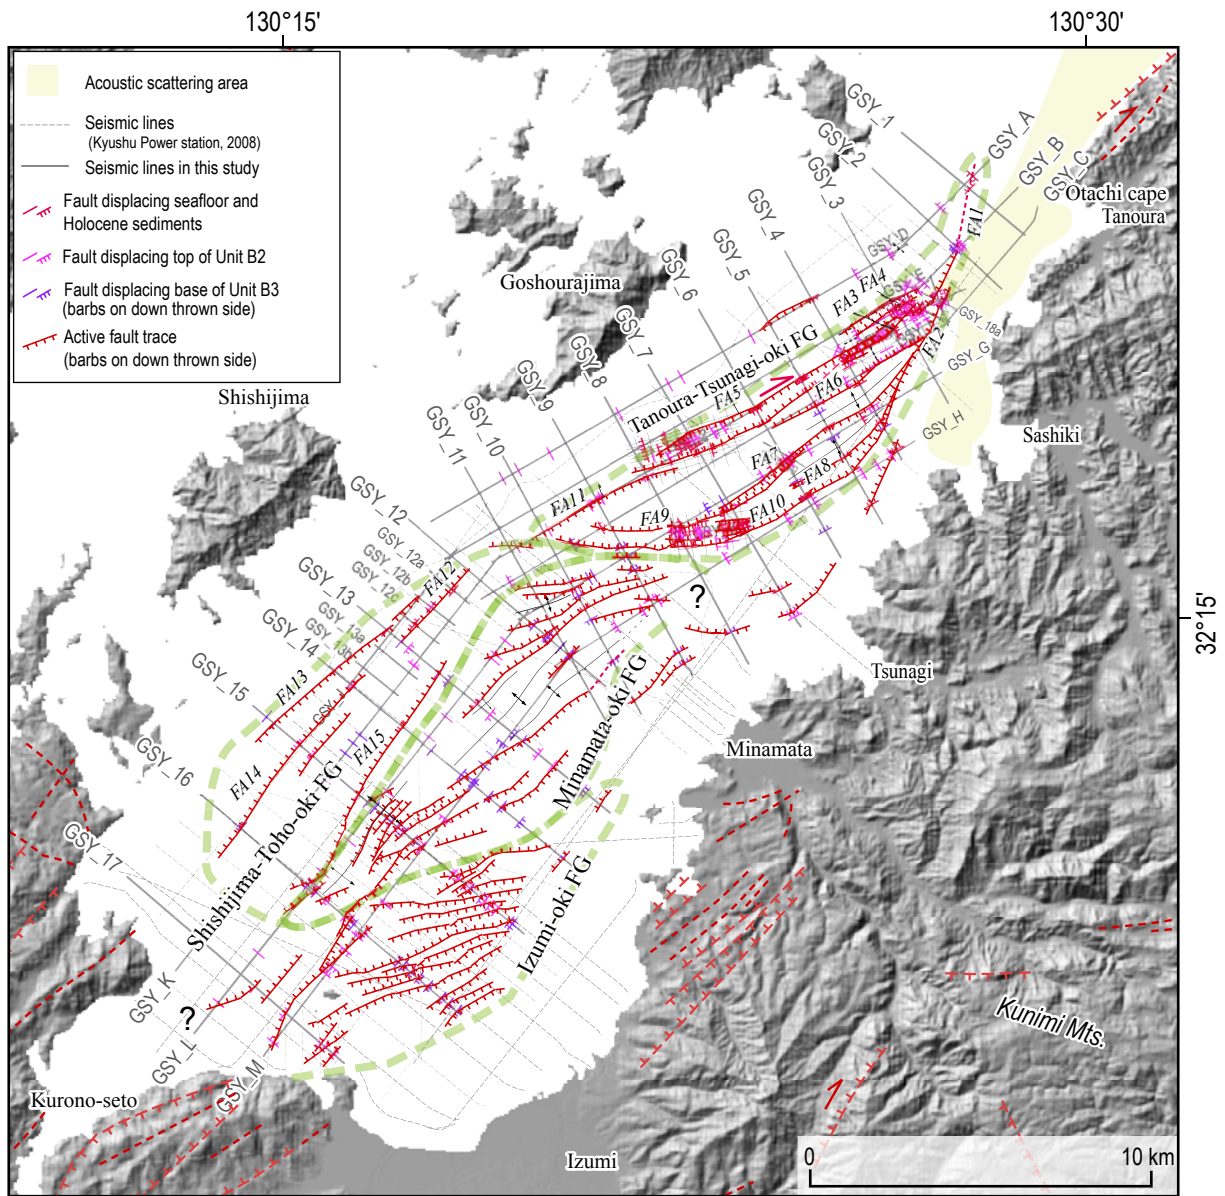 130°15'
130°30'
Acoustic scattering area
Seismic lines
(Kyushu Power station, 2008)
Seismic lines in this study
Fault displacing seafloor and
Holocene sediments
Fault displacing top of Unit B2
Fault displacing base of Unit B3
(barbs on down thrown side)
Active fault trace
(barbs on down thrown side)
GSY_1
GSY_2
GSY_3
GSY_4
GSY_5
GSY_6
GSY_7
GSY_8
GSY_9
GSY_10
GSY_11
GSY_12
GSY_12a
GSY_12b
GSY_12c
GSY_13
GSY_13a
GSY_13b
GSY_14
GSY_15
GSY_16
GSY_17
GSY_A
GSY_B
GSY_C
GSY_D
GSY_E
GSY_18a
GSY_G
GSY_H
GSY_J
GSY_K
GSY_L
GSY_M
Otachi cape
Tanoura
Goshourajima
Shishijima
Sashiki
Tsunagi
Minamata
Kunimi Mts.
Kurono-seto
Izumi
Tanoura-Tsunagi-oki FG
Minamata-oki FG
Shishijima-Toho-oki FG
Izumi-oki FG
FA1
FA2
FA3
FA4
FA5
FA6
FA7
FA8
FA9
FA10
FA11
FA12
FA13
FA14
FA15
?
?
32°15'
0
10 km